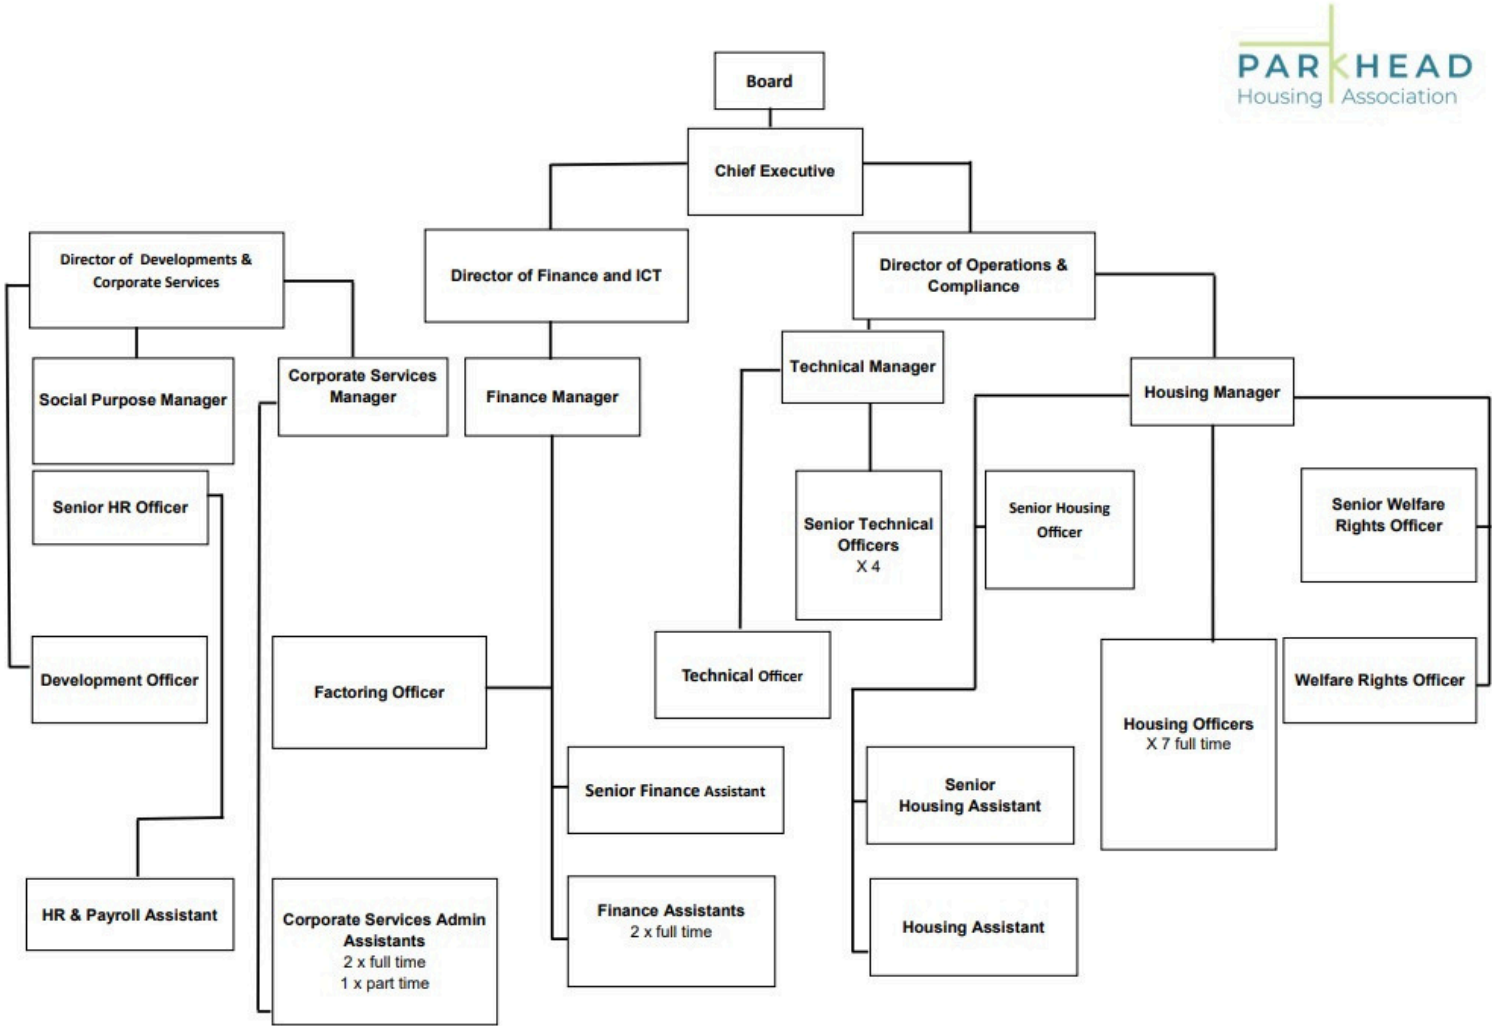 PARKHEAD
Housing Association
Board
Chief Executive
Director of Developments &
Corporate Services
Director of Finance and ICT
Director of Operations &
Compliance
Social Purpose Manager
Corporate Services
Manager
Finance Manager
Technical Manager
Housing Manager
Senior HR Officer
Senior Technical
Officers
X 4
Senior Housing
Officer
Senior Welfare
Rights Officer
Development Officer
Factoring Officer
Technical Officer
Housing Officers
X 7 full time
Welfare Rights Officer
Senior Finance Assistant
Senior
Housing Assistant
HR & Payroll Assistant
Corporate Services Admin
Assistants
2 x full time
1 x part time
Finance Assistants
2 x full time
Housing Assistant